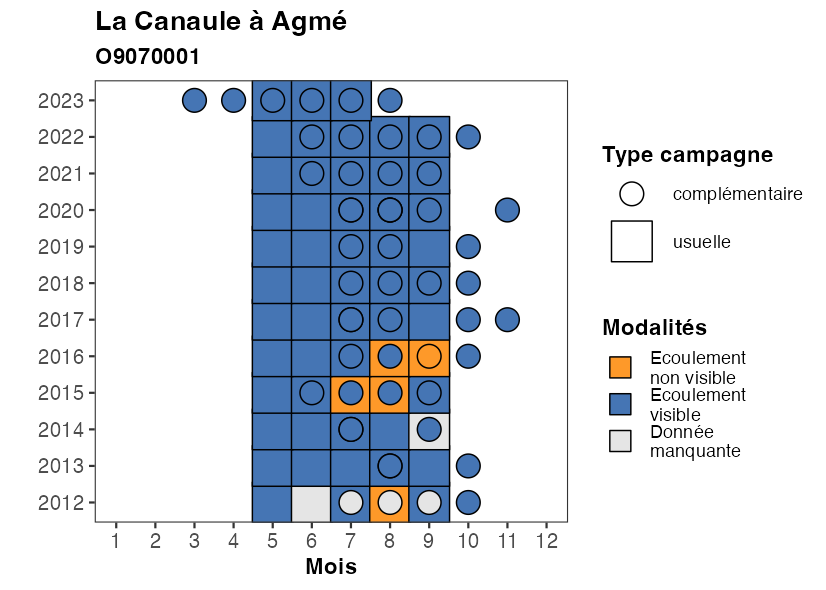 La Canaule à Agmé
O9070001
2023
2022
2021
2020
2019
2018
2017
2016
2015
2014
2013
2012
1 2 3 4 5 6 7 8 9 10 11 12
Mois
Type campagne
complémentaire
usuelle
Modalités
Ecoulement
non visible
Ecoulement
visible
Donnée
manquante